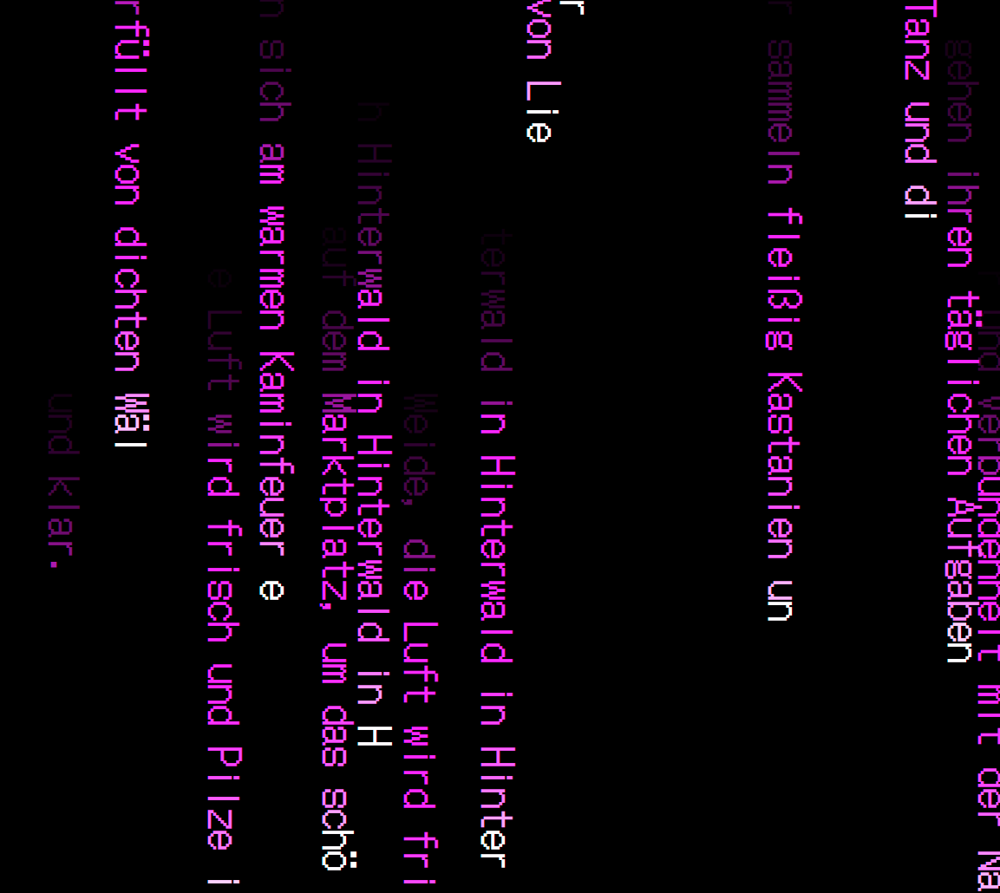 und Verbundenheit mit der Na
gehen ihren täglichen Aufgaben
Tanz und di
r sammeln fleißig Kastanien un
r
von Lie
terwald in Hinterwald in Hinter
Weide, die Luft wird fri
h Hinterwald in Hinterwald in H
auf dem Marktplatz, um das schö
n sich am warmen Kaminfeuer e
e Luft wird frisch und Pilze i
rfüllt von dichten Wäl
und klar.